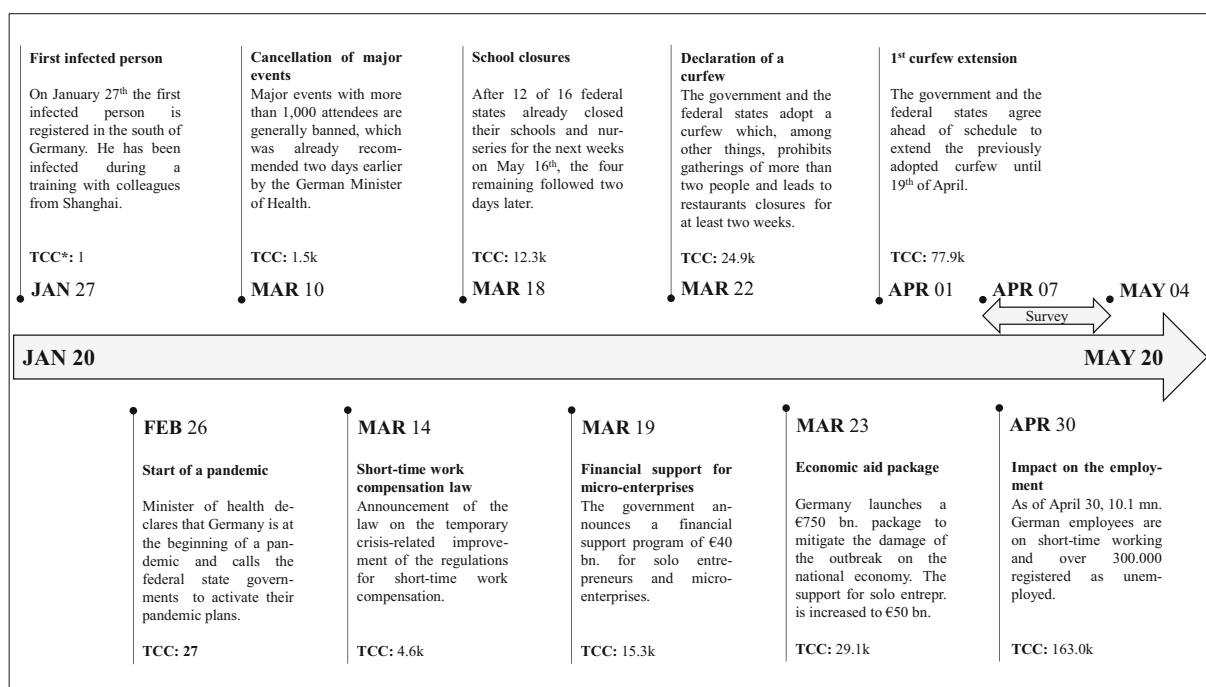 First infected person
On January 27th the first
infected person is
registered in the south of
Germany. He has been
infected during a
training with colleagues
from Shanghai.
TCC*: 1
JAN 27
Cancellation of major
events
Major events with more
than 1,000 attendees are
generally banned, which
was already recom-
mended two days earlier
by the German Minister
of Health.
TCC: 1.5k
MAR 10
School closures
After 12 of 16 federal
states already closed
their schools and nur-
series for the next weeks
on May 16th, the four
remaining followed two
days later.
TCC: 12.3k
MAR 18
Declaration of a
curfew
The government and the
federal states adopt a
curfew which, among
other things, prohibits
gatherings of more than
two people and leads to
restaurants closures for
at least two weeks.
TCC: 24.9k
MAR 22
1st curfew extension
The government and the
federal states agree
ahead of schedule to
extend the previously
adopted curfew until
19th of April.
TCC: 77.9k
APR 01
APR 07
MAY 04
Survey
JAN 20
MAY 20
FEB 26
Start of a pandemic
Minister of health de-
clares that Germany is at
the beginning of a pan-
demic and calls the
federal state govern-
ments to activate their
pandemic plans.
TCC: 27
MAR 14
Short-time work
compensation law
Announcement of the
law on the temporary
crisis-related improve-
ment of the regulations
for short-time work
compensation.
TCC: 4.6k
MAR 19
Financial support for
micro-enterprises
The government an-
nounces a financial
support program of €40
bn. for solo entre-
preneurs and micro-
enterprises.
TCC: 15.3k
MAR 23
Economic aid package
Germany launches a
€750 bn. package to
mitigate the damage of
the outbreak on the
national economy. The
support for solo entrepr.
is increased to €50 bn.
TCC: 29.1k
APR 30
Impact on the employ-
ment
As of April 30, 10.1 mn.
German employees are
on short-time working
and over 300.000
registered as unem-
ployed.
TCC: 163.0k